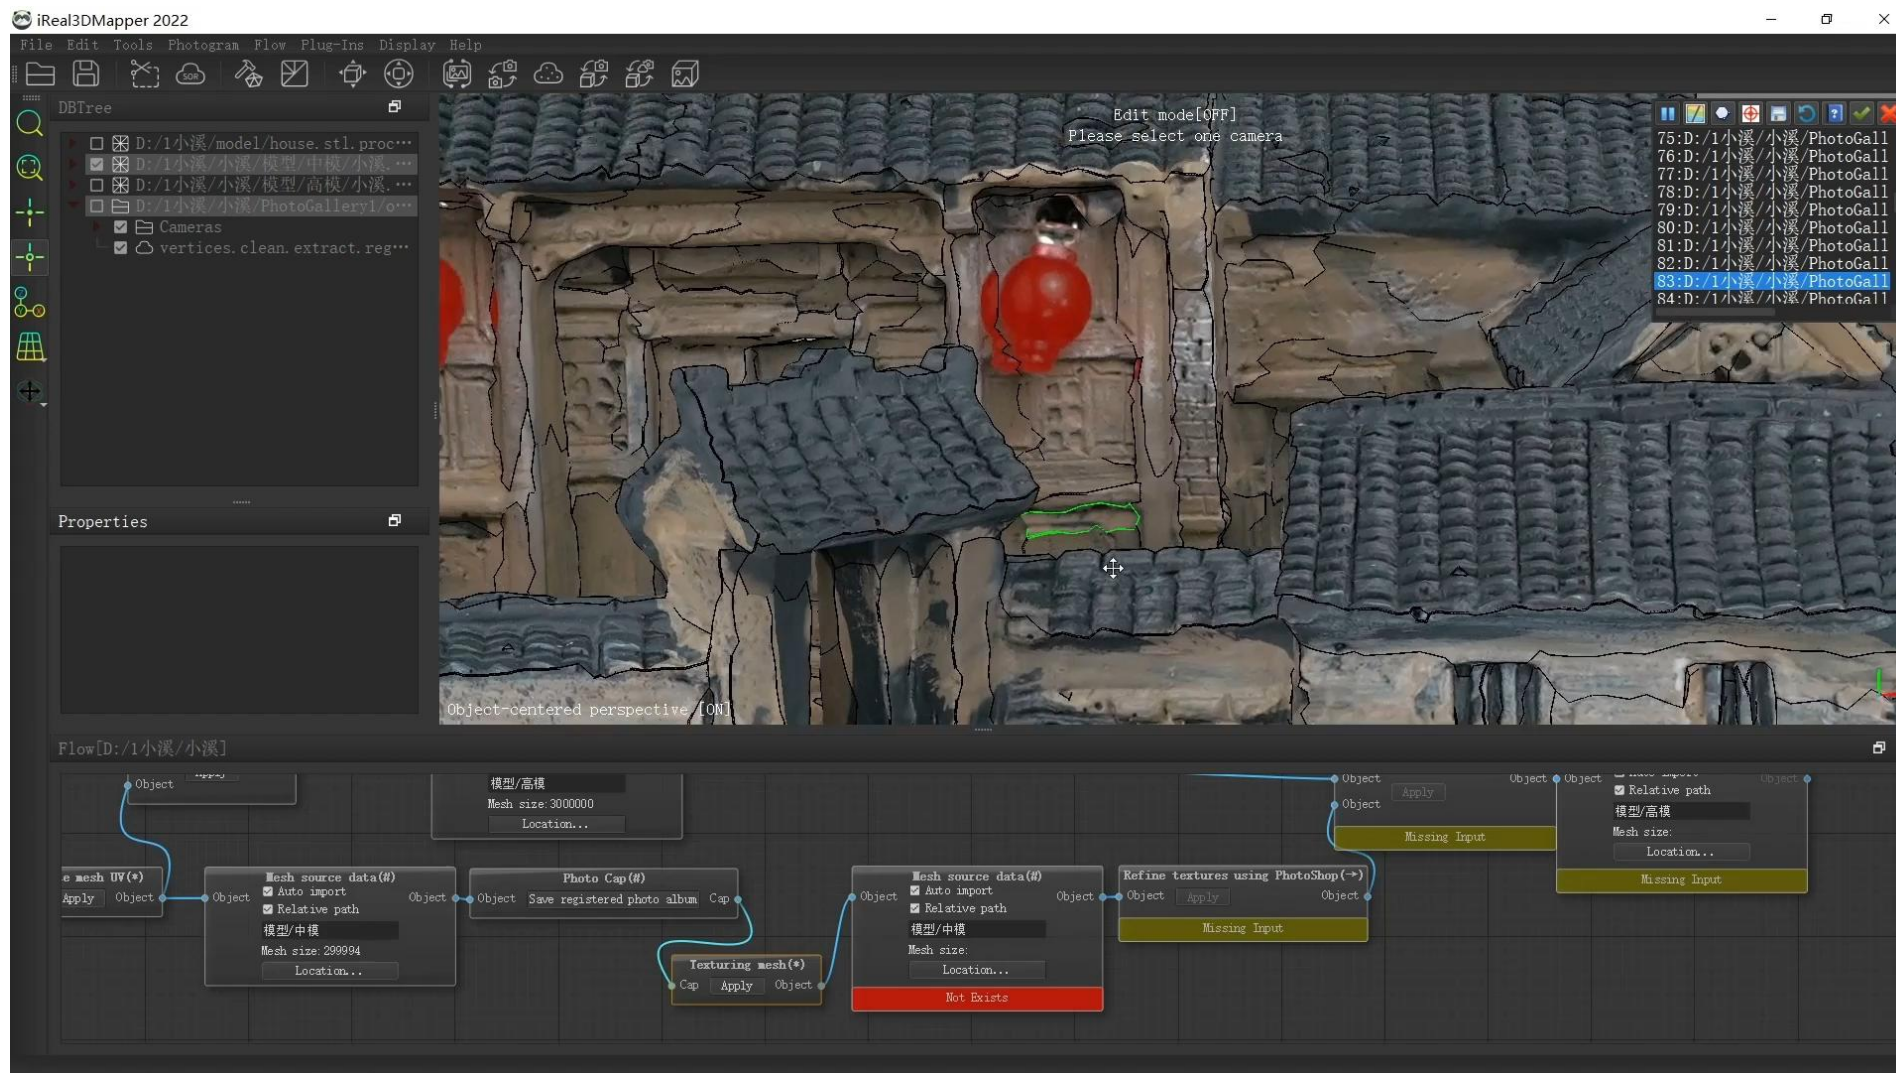 iReal3DMapper 2022
File Edit Tools Photogram Flow Plug-Ins Display Help
SOR
DBTree
D:/1小溪/model/house.stl.proc...
D:/1小溪/小溪/模型/中模/小溪....
D:/1小溪/小溪/模型/高模/小溪....
D:/1小溪/小溪/PhotoGallery1/o...
Cameras
vertices.clean.extract.reg...
Properties
Edit mode[OFF]
Please select one camera
75:D:/1小溪/小溪/PhotoGall
76:D:/1小溪/小溪/PhotoGall
77:D:/1小溪/小溪/PhotoGall
78:D:/1小溪/小溪/PhotoGall
79:D:/1小溪/小溪/PhotoGall
80:D:/1小溪/小溪/PhotoGall
81:D:/1小溪/小溪/PhotoGall
82:D:/1小溪/小溪/PhotoGall
83:D:/1小溪/小溪/PhotoGall
84:D:/1小溪/小溪/PhotoGall
Object-centered perspective [ON]
Flow[D:/1小溪/小溪]
Object
模型/高模
Mesh size:3000000
Location...
Object
Apply
Object
Missing Input
Object
Object
Object
Auto import
Relative path
模型/高模
Mesh size:
Location...
Missing Input
e mesh UV(*)
Apply
Object
Mesh source data(#)
Auto import
Object
Object
Relative path
模型/中模
Mesh size:299994
Location...
Photo Cap(#)
Object
Save registered photo album
Cap
Texturing mesh(*)
Cap
Apply
Object
Mesh source data(#)
Auto import
Object
Object
Relative path
模型/中模
Mesh size:
Location...
Not Exists
Refine textures using PhotoShop(→)
Object
Apply
Object
Missing Input